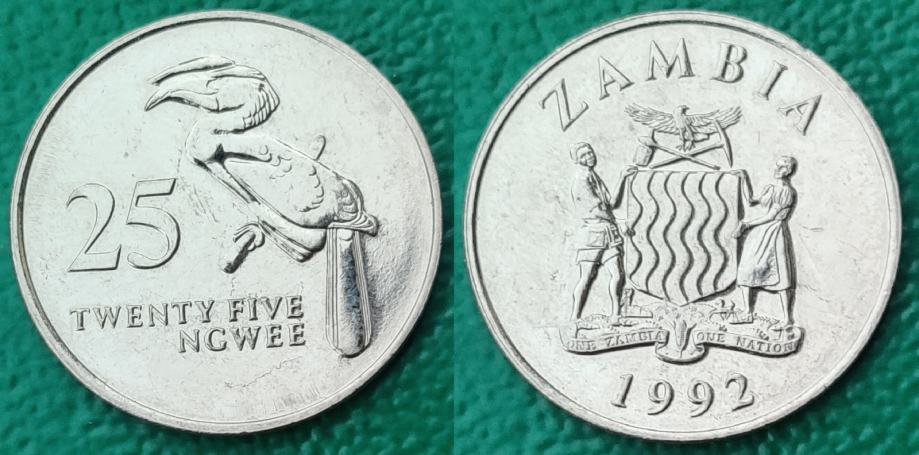 25
TWENTY FIVE
NGWEE
ZAMBIA
ONE ZAMBIA ONE NATION
1992